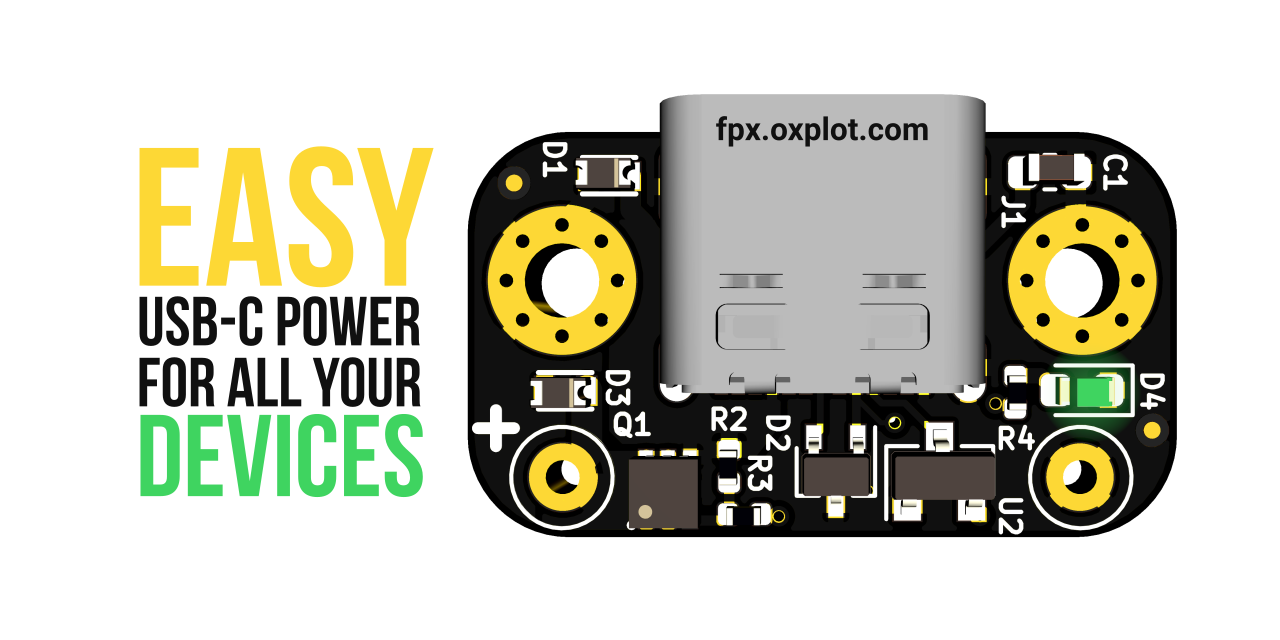 EASY
USB-C POWER
FOR ALL YOUR
DEVICES
fpx.oxplot.com
D1
C1
J1
D3
Q1
R2
D2
R3
R4
D4
U2
+